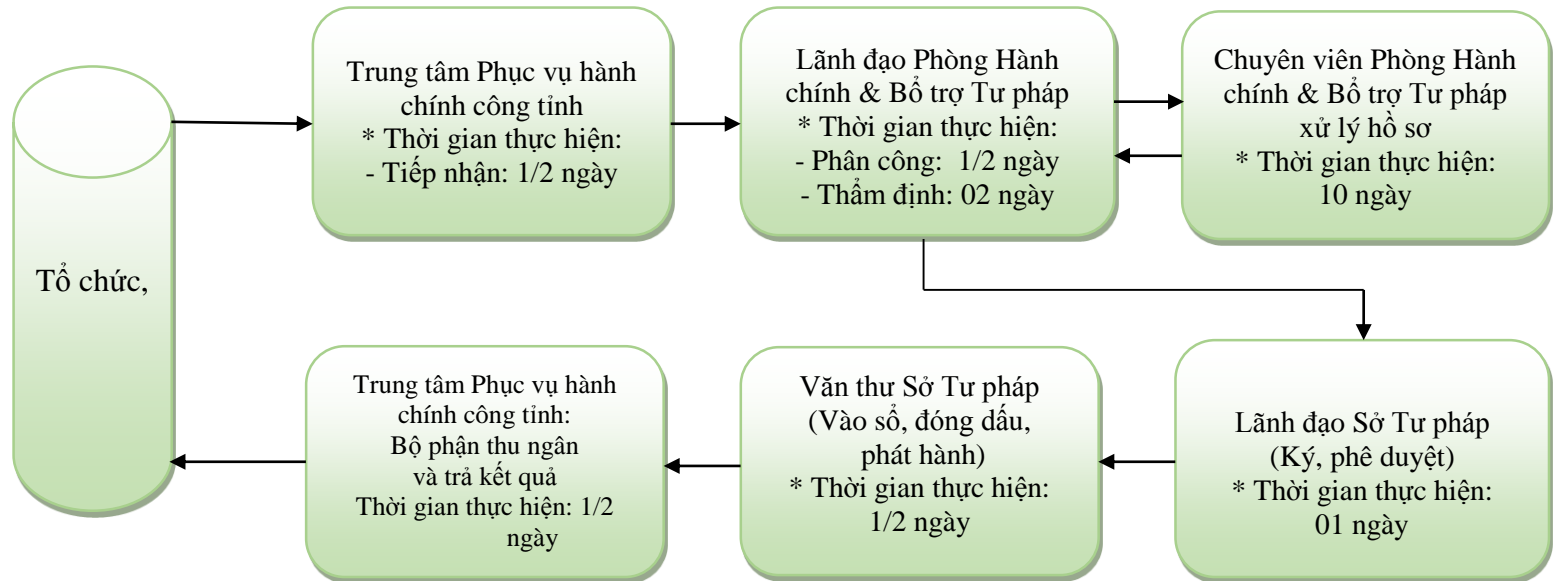 Tổ chức,
Trung tâm Phục vụ hành
chính công tỉnh
* Thời gian thực hiện:
- Tiếp nhận: 1/2 ngày
Lãnh đạo Phòng Hành
chính & Bổ trợ Tư pháp
* Thời gian thực hiện:
- Phân công: 1/2 ngày
- Thẩm định: 02 ngày
Chuyên viên Phòng Hành
chính & Bổ trợ Tư pháp
xử lý hồ sơ
* Thời gian thực hiện:
10 ngày
Lãnh đạo Sở Tư pháp
(Ký, phê duyệt)
* Thời gian thực hiện:
01 ngày
Văn thư Sở Tư pháp
(Vào sổ, đóng dấu,
phát hành)
* Thời gian thực hiện:
1/2 ngày
Trung tâm Phục vụ hành
chính công tỉnh:
Bộ phận thu ngân
và trả kết quả
Thời gian thực hiện: 1/2
ngày